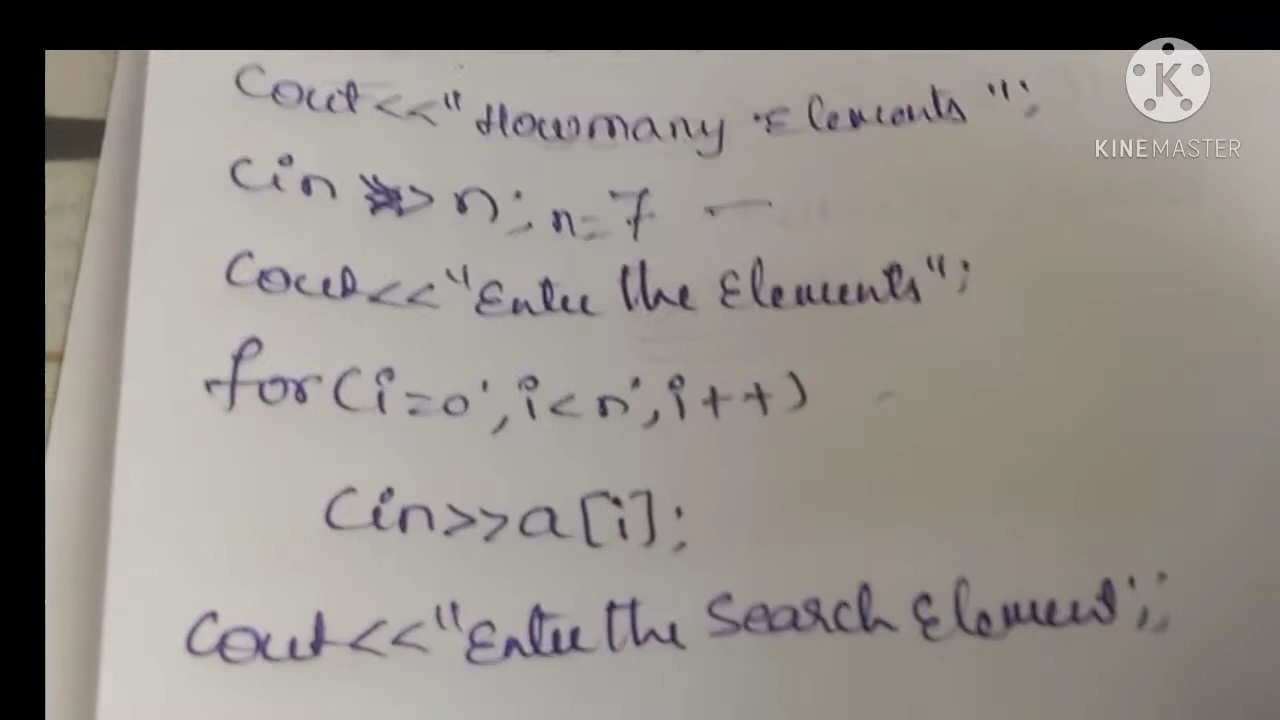 Cout<<"Howmany Elements";
Cin >> n; n=7 —
Cout<<"Enter the Elements";
for(i=0; i<n; i++)
Cin>>a[i];
Cout<<"Enter the Search Element";
K
KINEMASTER